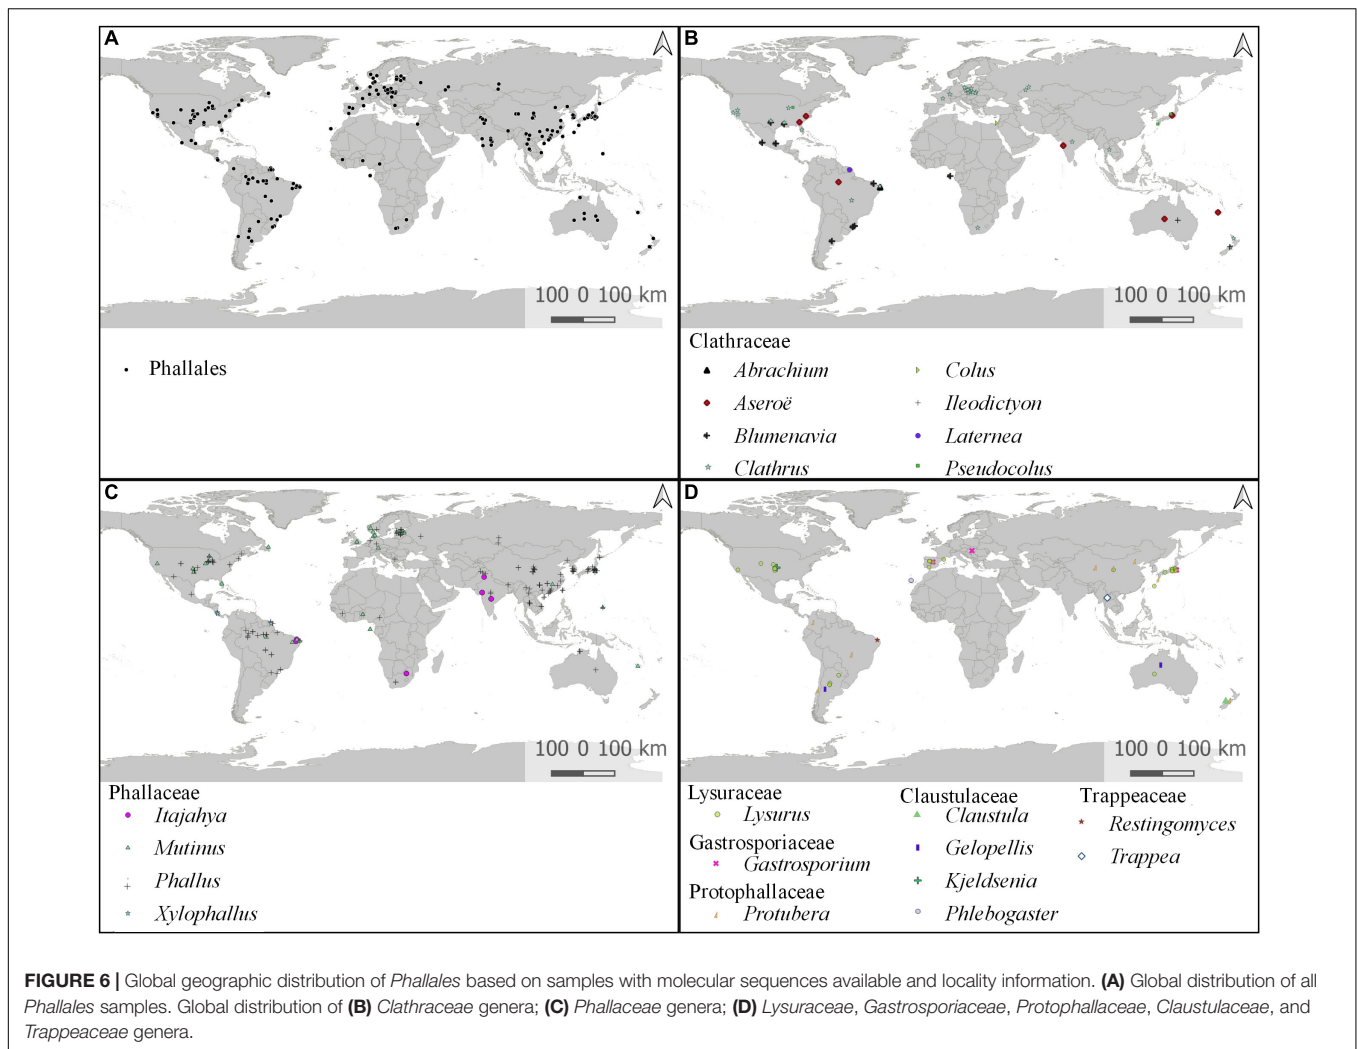 A
100 0 100 km
Phallales
B
100 0 100 km
Clathraceae
Abrachium
Aseroë
Blumenavia
Clathrus
Colus
Ileodictyon
Laternea
Pseudocolus
C
100 0 100 km
Phallaceae
Itajahya
Mutinus
Phallus
Xylophallus
D
100 0 100 km
Lysuraceae
Lysurus
Gastrosporiaceae
Gastrosporium
Protophallaceae
Protubera
Claustulaceae
Claustula
Gelopellis
Kjeldsenia
Phlebogaster
Trappeaceae
Restingomyces
Trappea
FIGURE 6 | Global geographic distribution of Phallales based on samples with molecular sequences available and locality information. (A) Global distribution of all
Phallales samples. Global distribution of (B) Clathraceae genera; (C) Phallaceae genera; (D) Lysuraceae, Gastrosporiaceae, Protophallaceae, Claustulaceae, and
Trappeaceae genera.